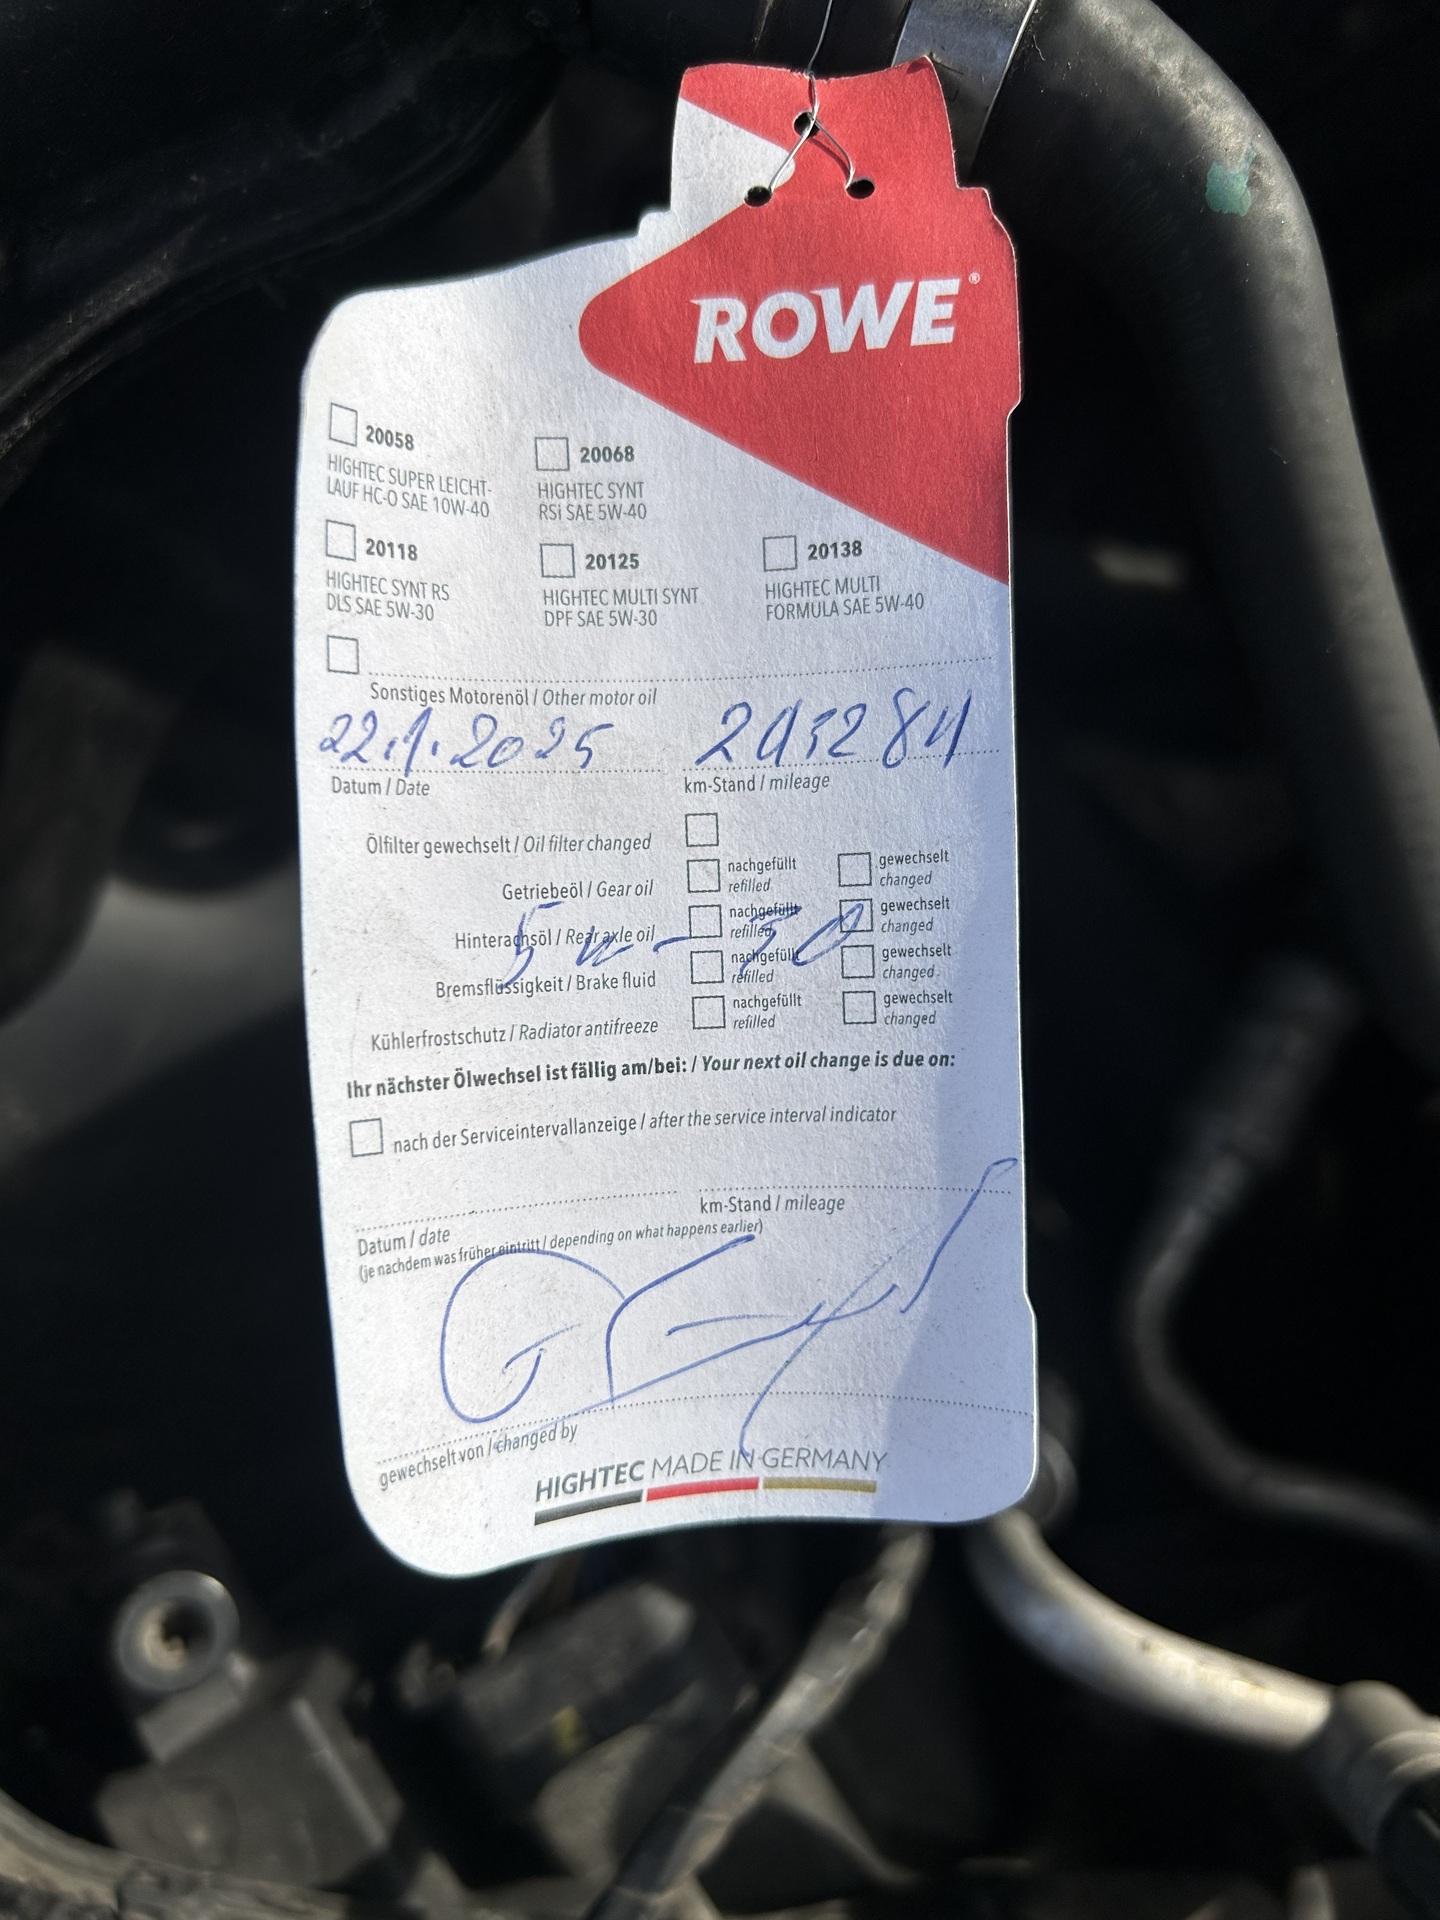 ROWE®
20058
HIGHTEC SUPER LEICHT-
LAUF HC-O SAE 10W-40
20068
HIGHTEC SYNT
RSi SAE 5W-40
20118
HIGHTEC SYNT RS
DLS SAE 5W-30
20125
HIGHTEC MULTI SYNT
DPF SAE 5W-30
20138
HIGHTEC MULTI
FORMULA SAE 5W-40
Sonstiges Motorenöl / Other motor oil
22.1.2025
Datum / Date km-Stand / mileage
Ölfilter gewechselt / Oil filter changed
Getriebeöl / Gear oil nachgefüllt gewechselt
refilled changed
Hinterachsöl / Rear axle oil nachgefüllt gewechselt
refilled changed
5w-30
Bremsflüssigkeit / Brake fluid nachgefüllt gewechselt
refilled changed
Kühlerfrostschutz / Radiator antifreeze nachgefüllt gewechselt
refilled changed
Ihr nächster Ölwechsel ist fällig am/bei: / Your next oil change is due on:
nach der Serviceintervallanzeige / after the service interval indicator
Datum / date km-Stand / mileage
(je nachdem was früher eintritt / depending on what happens earlier)
gewechselt von / changed by
HIGHTEC MADE IN GERMANY